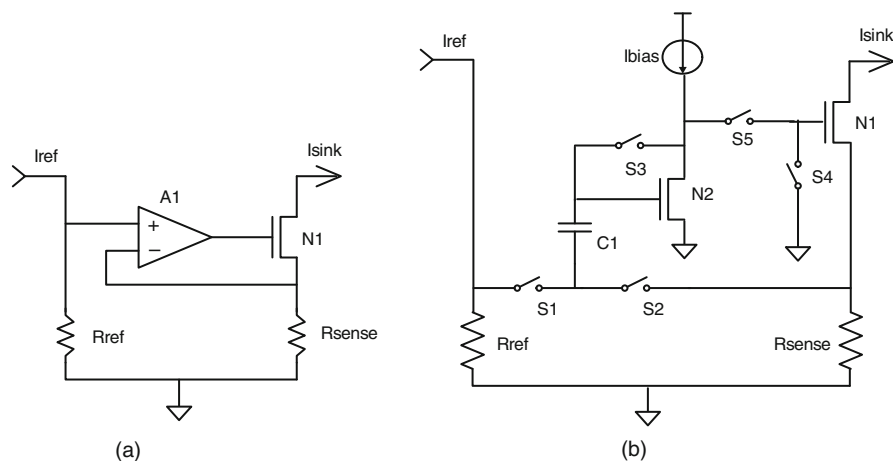 Iref
A1
+
−
Isink
N1
Rref
Rsense
(a)
Iref
Ibias
Isink
S3
S5
N1
S4
N2
C1
S1
S2
Rref
Rsense
(b)